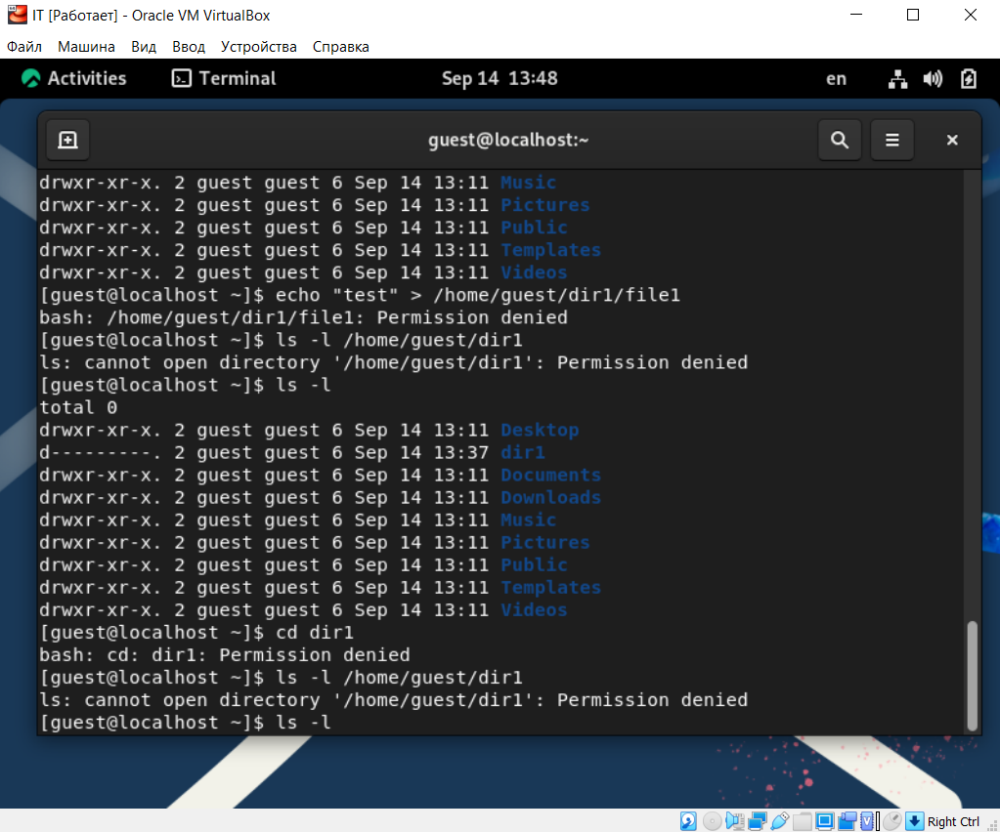 IT [Работает] - Oracle VM VirtualBox
Файл Машина Вид Ввод Устройства Справка
Activities Terminal Sep 14 13:48 en
guest@localhost:~
drwxr-xr-x. 2 guest guest 6 Sep 14 13:11 Music
drwxr-xr-x. 2 guest guest 6 Sep 14 13:11 Pictures
drwxr-xr-x. 2 guest guest 6 Sep 14 13:11 Public
drwxr-xr-x. 2 guest guest 6 Sep 14 13:11 Templates
drwxr-xr-x. 2 guest guest 6 Sep 14 13:11 Videos
[guest@localhost ~]$ echo "test" > /home/guest/dir1/file1
bash: /home/guest/dir1/file1: Permission denied
[guest@localhost ~]$ ls -l /home/guest/dir1
ls: cannot open directory '/home/guest/dir1': Permission denied
[guest@localhost ~]$ ls -l
total 0
drwxr-xr-x. 2 guest guest 6 Sep 14 13:11 Desktop
d---------. 2 guest guest 6 Sep 14 13:37 dir1
drwxr-xr-x. 2 guest guest 6 Sep 14 13:11 Documents
drwxr-xr-x. 2 guest guest 6 Sep 14 13:11 Downloads
drwxr-xr-x. 2 guest guest 6 Sep 14 13:11 Music
drwxr-xr-x. 2 guest guest 6 Sep 14 13:11 Pictures
drwxr-xr-x. 2 guest guest 6 Sep 14 13:11 Public
drwxr-xr-x. 2 guest guest 6 Sep 14 13:11 Templates
drwxr-xr-x. 2 guest guest 6 Sep 14 13:11 Videos
[guest@localhost ~]$ cd dir1
bash: cd: dir1: Permission denied
[guest@localhost ~]$ ls -l /home/guest/dir1
ls: cannot open directory '/home/guest/dir1': Permission denied
[guest@localhost ~]$ ls -l
Right Ctrl